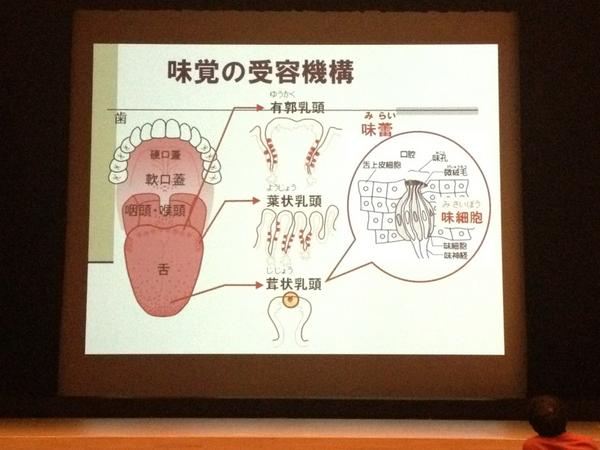 味覚の受容機構
歯
硬口蓋
軟口蓋
咽頭・喉頭
舌
ゆうかく
有郭乳頭
ようじょう
葉状乳頭
じじょう
茸状乳頭
み らい
味蕾
口腔
味孔
舌上皮細胞
微絨毛
み さいぼう
味細胞
味細胞
味神経